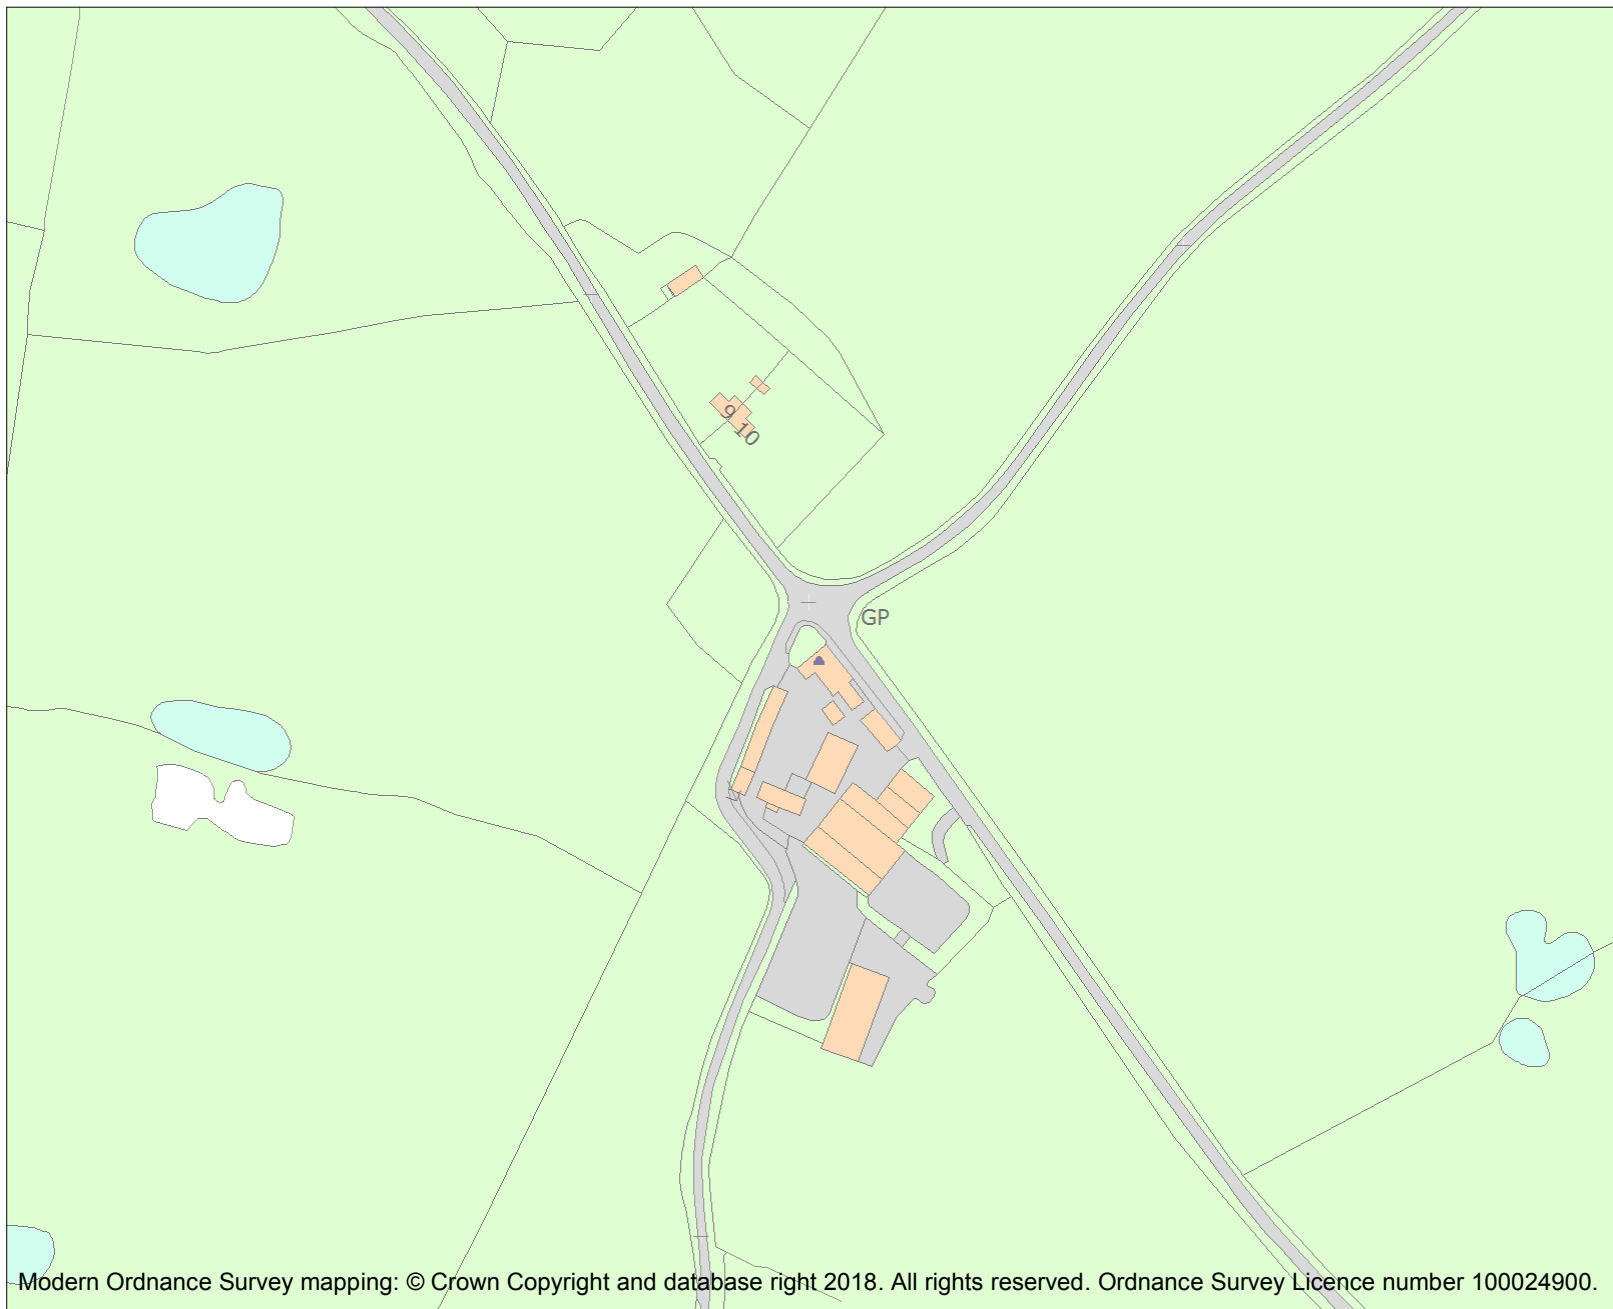 9
10
GP
Modern Ordnance Survey mapping: © Crown Copyright and database right 2018. All rights reserved. Ordnance Survey Licence number 100024900.